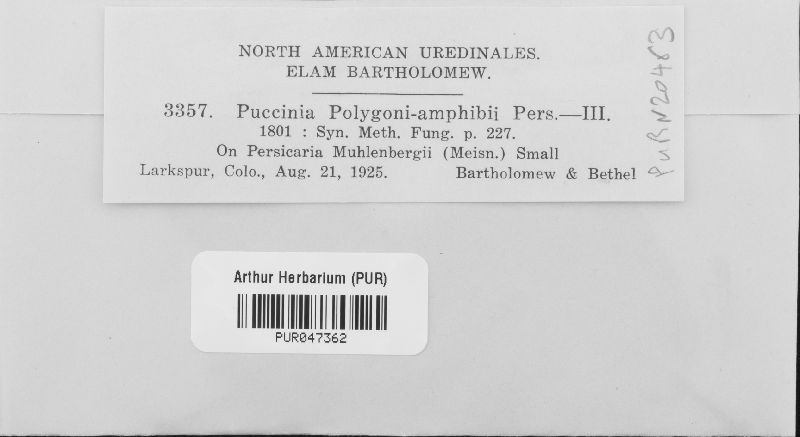 NORTH AMERICAN UREDINALES.
ELAM BARTHOLOMEW.
3357. Puccinia Polygoni-amphibii Pers.—III.
1801 : Syn. Meth. Fung. p. 227.
On Persicaria Muhlenbergii (Meisn.) Small
Larkspur, Colo., Aug. 21, 1925. Bartholomew & Bethel
PUR N20483
Arthur Herbarium (PUR)
PUR047362